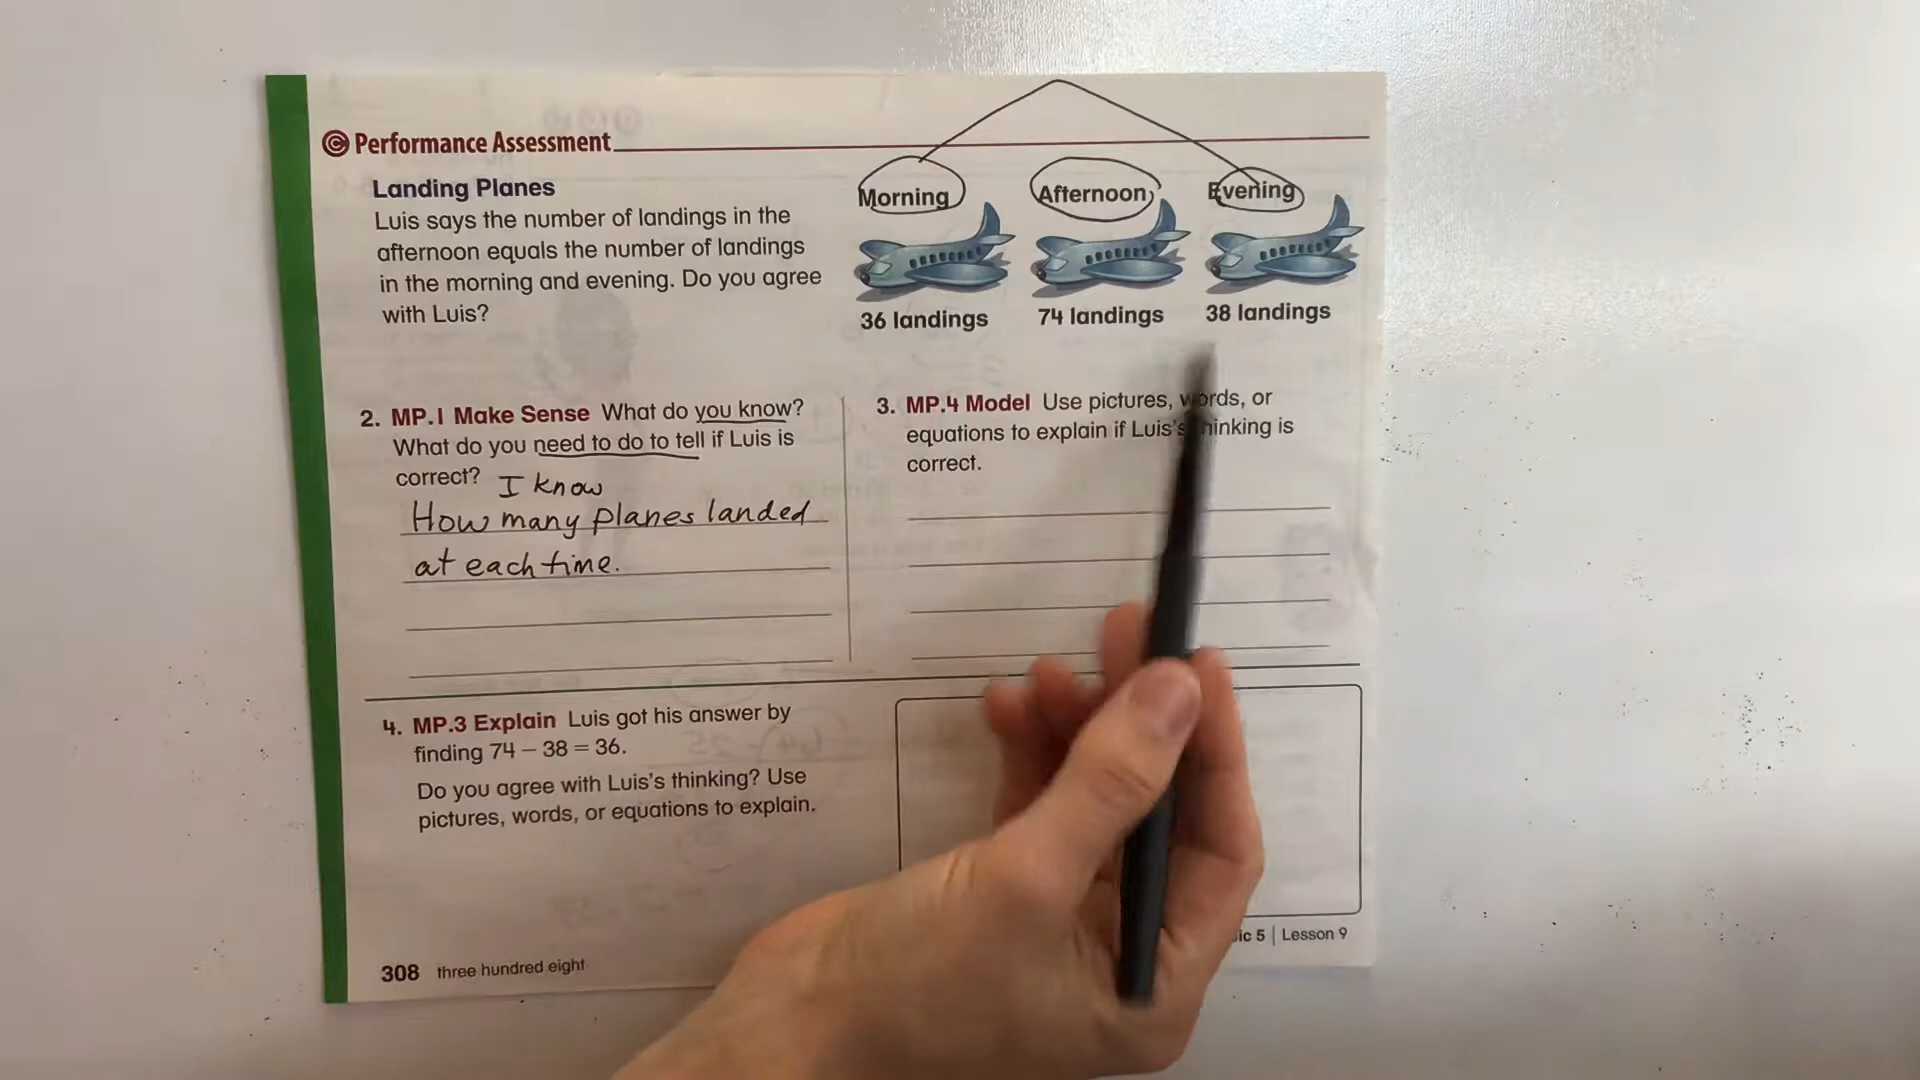 © Performance Assessment
Landing Planes
Luis says the number of landings in the
afternoon equals the number of landings
in the morning and evening. Do you agree
with Luis?
Morning
36 landings
Afternoon
74 landings
Evening
38 landings
2. MP.1 Make Sense What do you know?
What do you need to do to tell if Luis is
correct? I know
How many planes landed
at each time.
3. MP.4 Model Use pictures, words, or
equations to explain if Luis's thinking is
correct.
4. MP.3 Explain Luis got his answer by
finding 74 – 38 = 36.
Do you agree with Luis's thinking? Use
pictures, words, or equations to explain.
308 three hundred eight
5 | Lesson 9